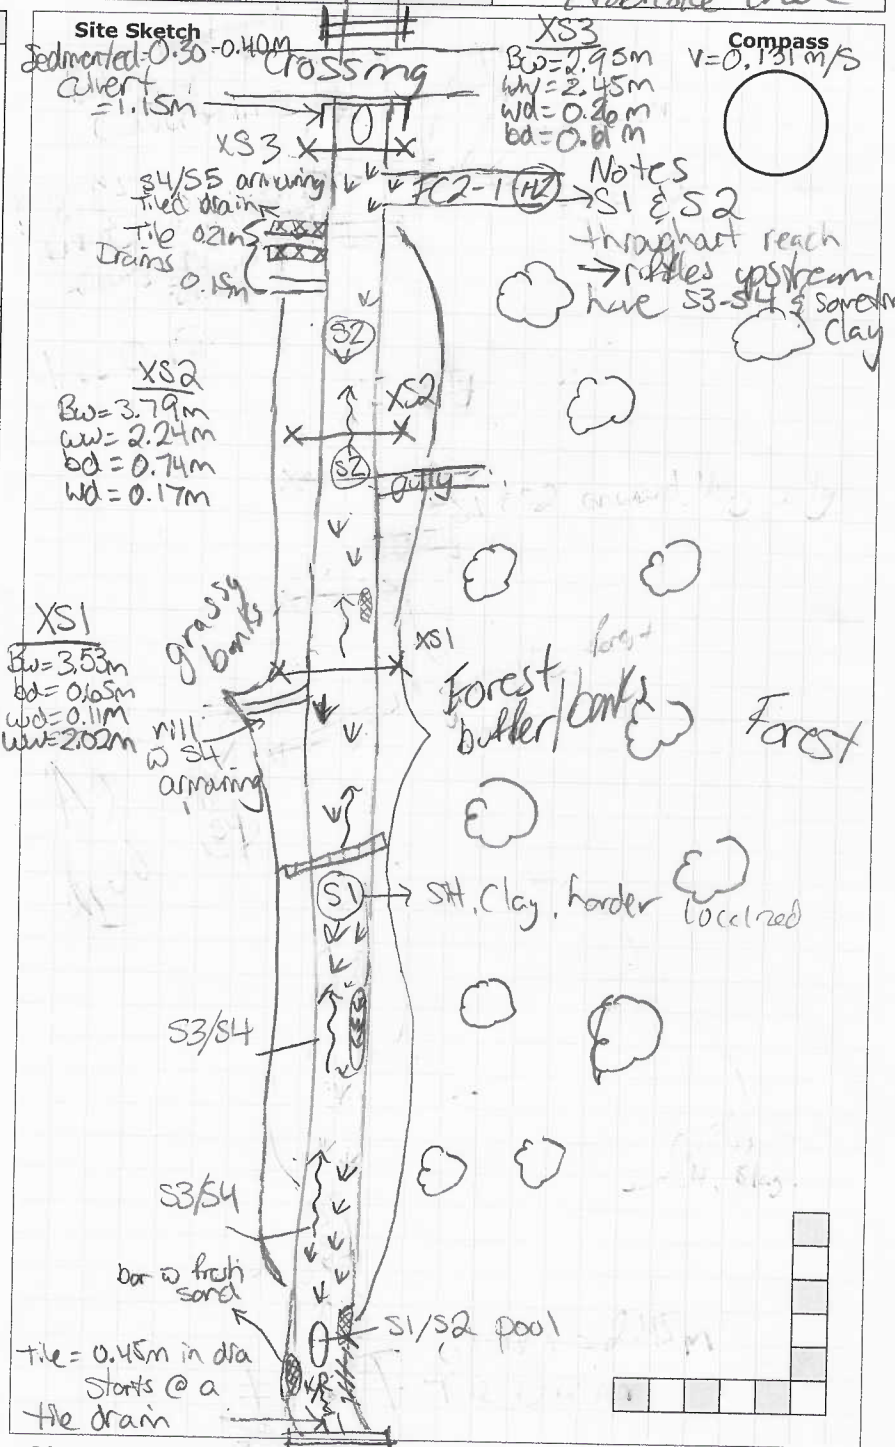 Site Sketch
Sedimented=0.30-0.40m
culvert
=1.15m
Crossing
XS3
Bw=2.95m
ww=2.45m
wd=0.26m
bd=0.61m
Compass
V=0.131m/s
XS3
S4/S5 armouring
Tiled drain
Tile 0.21m
Drains
0.15m
FC2-1 H2
Notes
→S1 & S2
throughout reach
→riffles upstream
have S3-S4 &
Clay
S2
XS2
Bw=3.79m
ww=2.24m
bd=0.74m
wd=0.17m
XS2
S2
gully
XS1
Bw=3.53m
bd=0.65m
wd=0.11m
ww=2.02m
grassy
banks
XS1
rill
w S4
armouring
Forest
buffer/banks
Forest
S1
→ SH, Clay, harder
localized
S3/S4
S3/S4
bar w fresh
sand
S1/S2 pool
tile=0.45m in dia
Starts @ a
tile drain